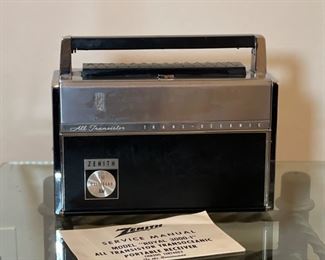 All Transistor TRANS-OCEANIC
ZENITH
ZENITH
SERVICE MANUAL
MODEL "ROYAL 3000-1"
ALL TRANSISTOR TRANSOCEANIC
PORTABLE RECEIVER